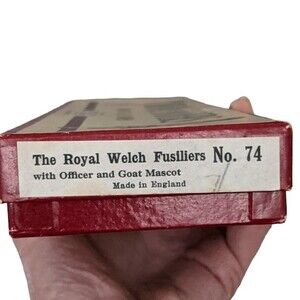 The Royal Welch Fusiliers No. 74
with Officer and Goat Mascot
Made in England